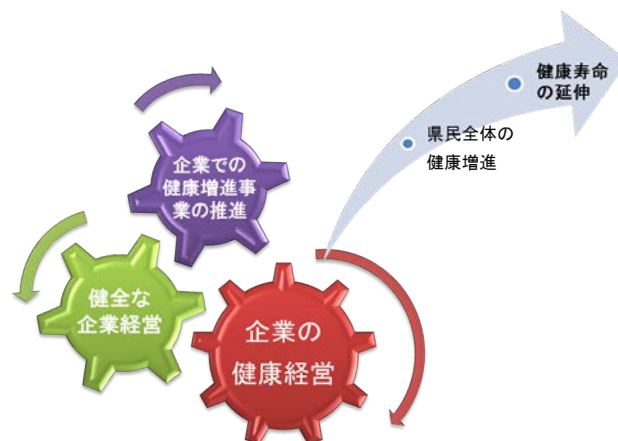 健康寿命
の延伸
県民全体の
健康増進
企業での
健康増進事
業の推進
健全な
企業経営
企業の
健康経営